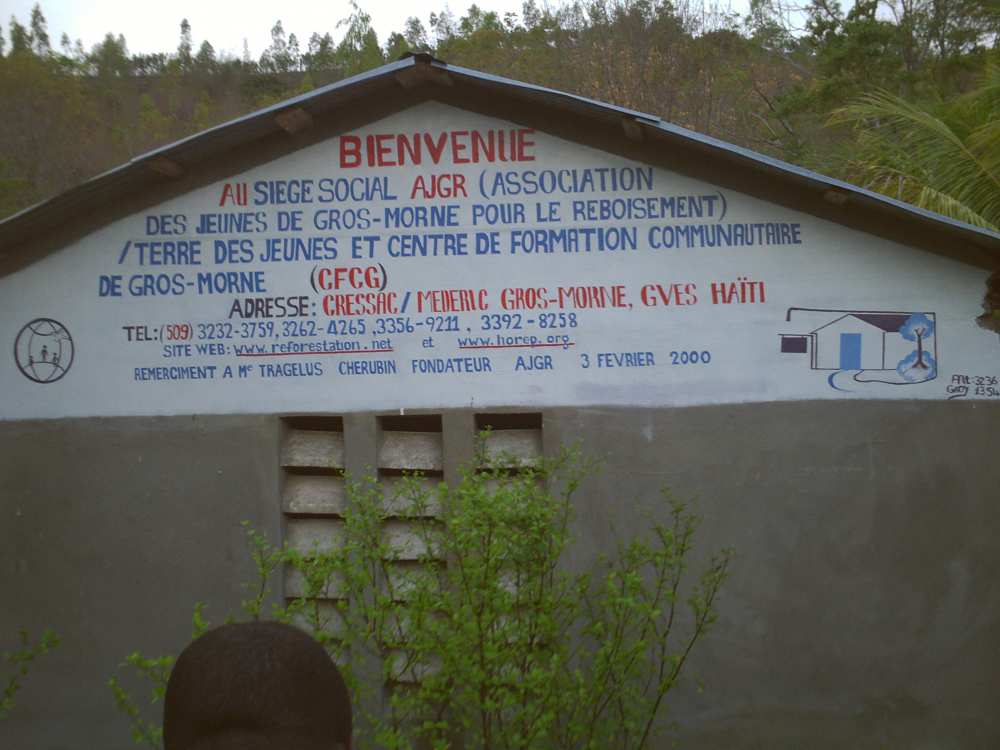 BIENVENUE
AU SIEGE SOCIAL AJGR (ASSOCIATION
DES JEUNES DE GROS-MORNE POUR LE REBOISEMENT)
/TERRE DES JEUNES ET CENTRE DE FORMATION COMMUNAUTAIRE
DE GROS-MORNE (CFCG)
ADRESSE: CRESSAC/MEDERIC GROS-MORNE, GVES HAÏTI
TEL:(509) 3232-3759,3262-4265,3356-9211, 3392-8258
SITE WEB: www.reforestation.net et www.horep.org
REMERCIMENT A Mc TRAGELUS CHERUBIN FONDATEUR AJGR 3 FEVRIER 2000
3236